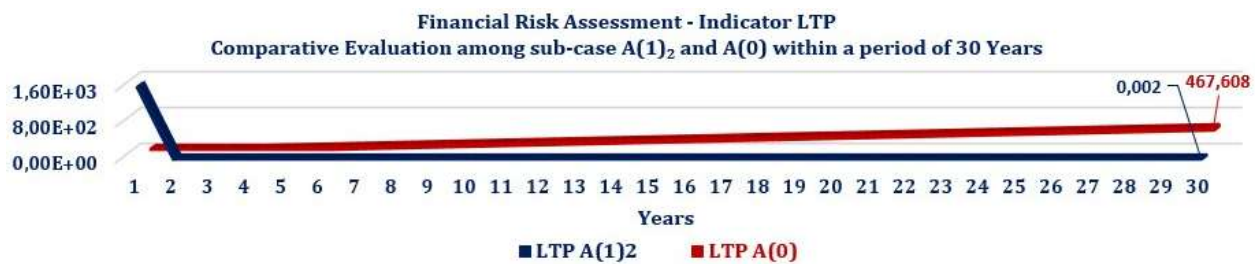 Financial Risk Assessment - Indicator LTP
Comparative Evaluation among sub-case A(1)₂ and A(0) within a period of 30 Years
1,60E+03
8,00E+02
0,00E+00
0,002
467,608
1 2 3 4 5 6 7 8 9 10 11 12 13 14 15 16 17 18 19 20 21 22 23 24 25 26 27 28 29 30
Years
LTP A(1)2 LTP A(0)